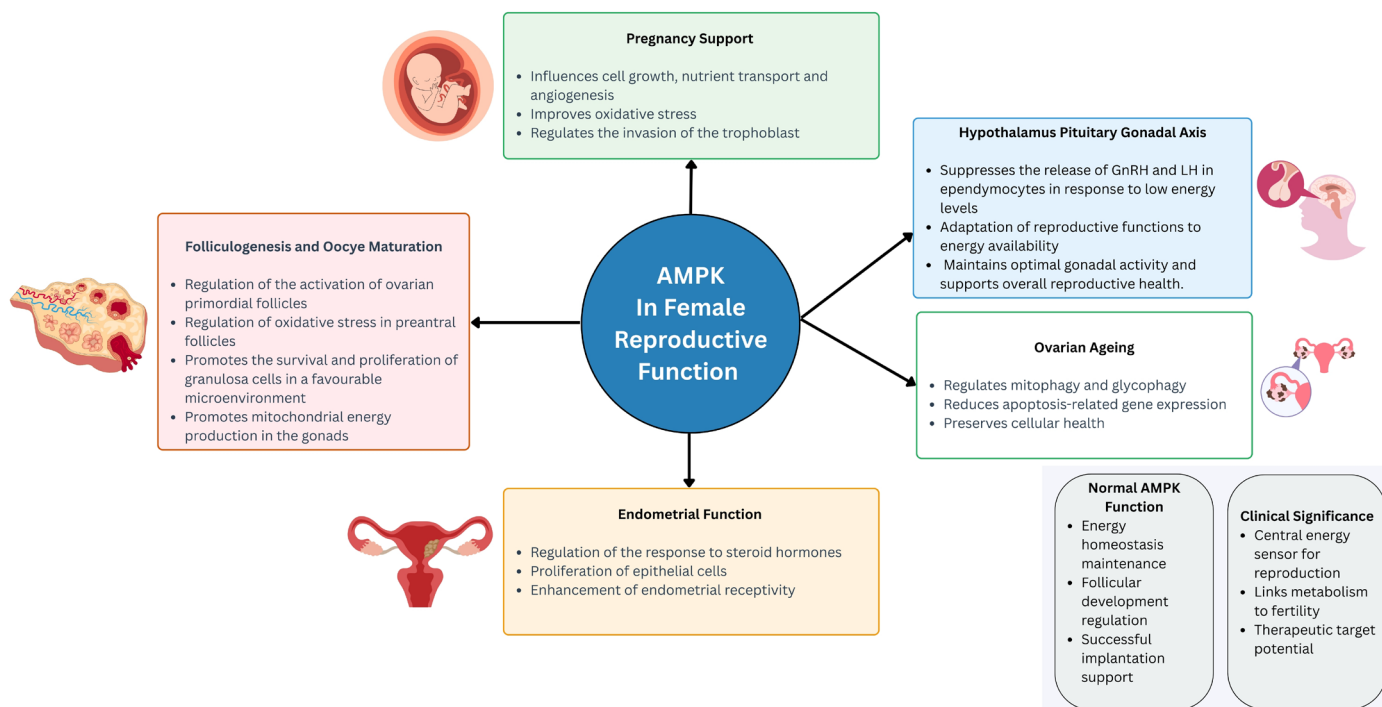 Pregnancy Support
• Influences cell growth, nutrient transport and
angiogenesis
• Improves oxidative stress
• Regulates the invasion of the trophoblast
Hypothalamus Pituitary Gonadal Axis
• Suppresses the release of GnRH and LH in
ependymocytes in response to low energy
levels
• Adaptation of reproductive functions to
energy availability
• Maintains optimal gonadal activity and
supports overall reproductive health.
Folliculogenesis and Oocye Maturation
• Regulation of the activation of ovarian
primordial follicles
• Regulation of oxidative stress in preantral
follicles
• Promotes the survival and proliferation of
granulosa cells in a favourable
microenvironment
• Promotes mitochondrial energy
production in the gonads
AMPK
In Female
Reproductive
Function
Ovarian Ageing
• Regulates mitophagy and glycophagy
• Reduces apoptosis-related gene expression
• Preserves cellular health
Endometrial Function
• Regulation of the response to steroid hormones
• Proliferation of epithelial cells
• Enhancement of endometrial receptivity
Normal AMPK
Function
• Energy
homeostasis
maintenance
• Follicular
development
regulation
• Successful
implantation
support
Clinical Significance
• Central energy
sensor for
reproduction
• Links metabolism
to fertility
• Therapeutic target
potential